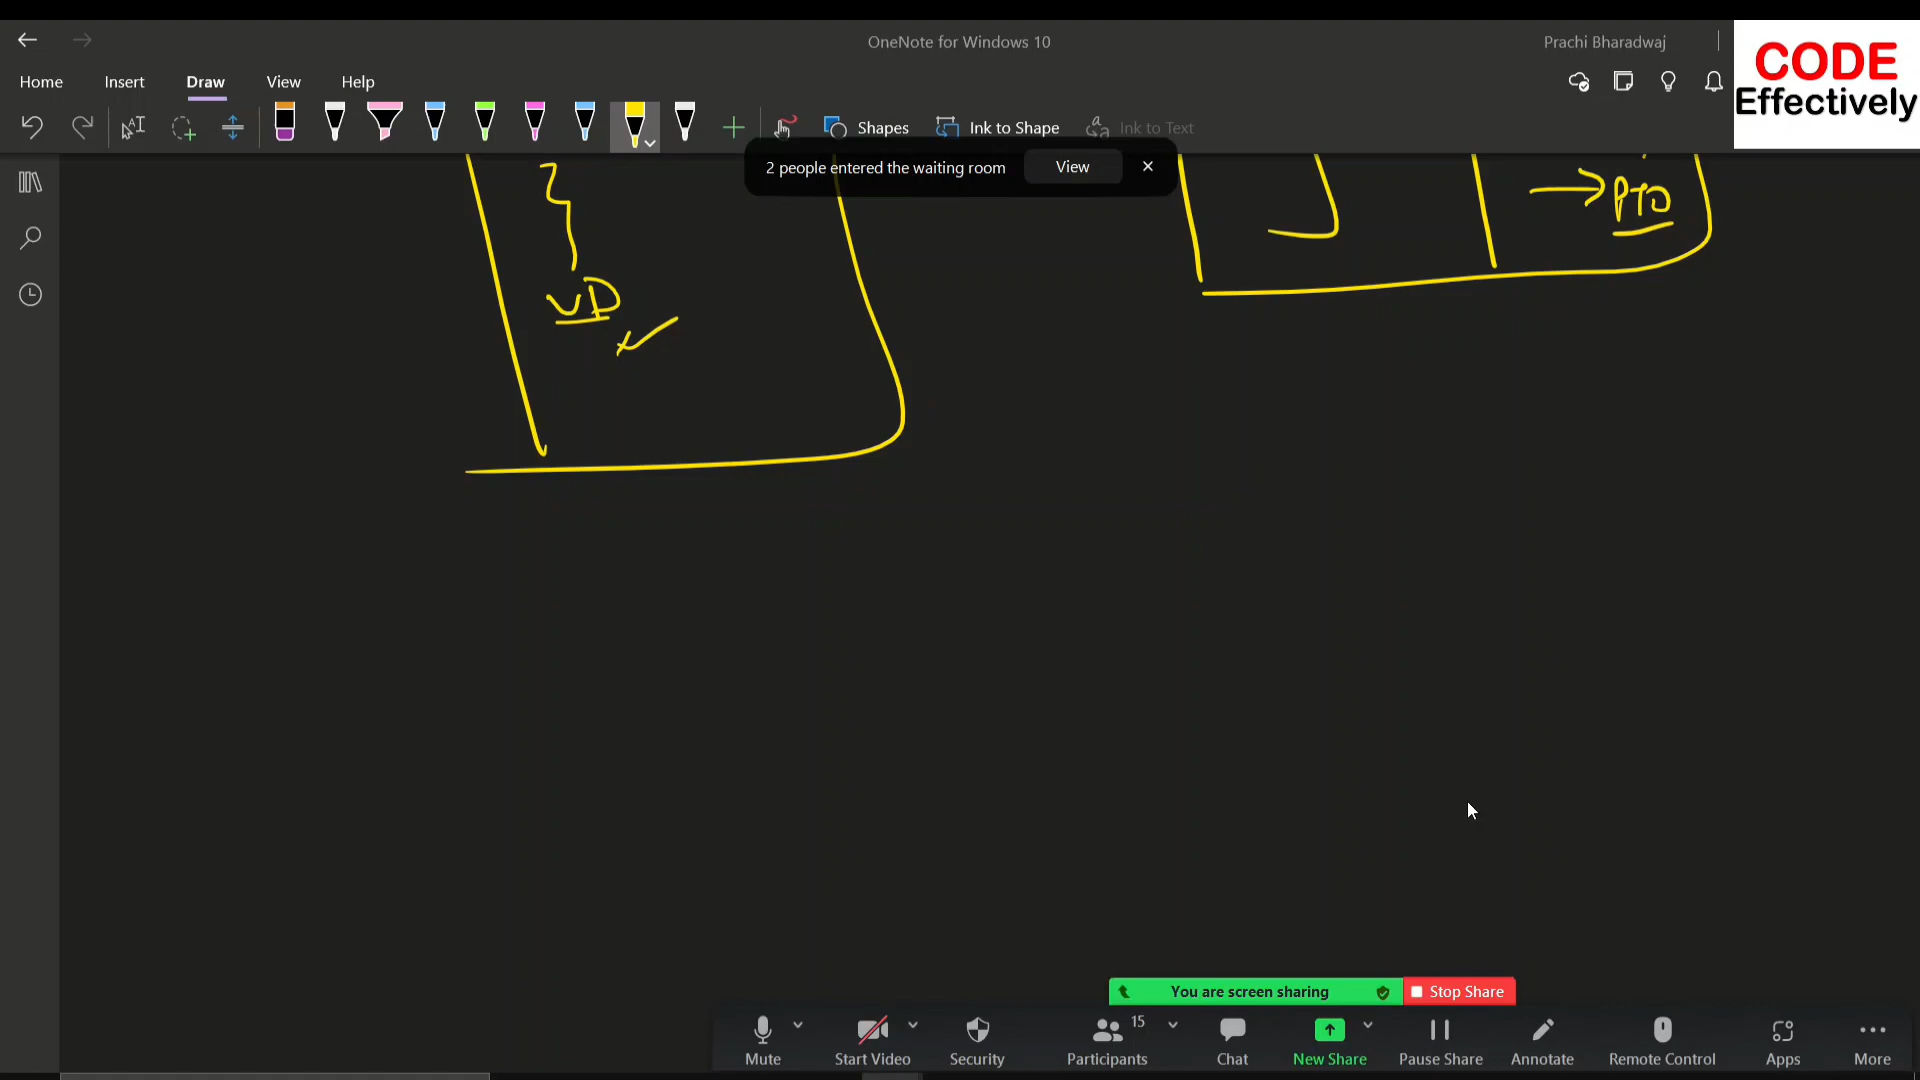 OneNote for Windows 10
Prachi Bharadwaj
CODE
Effectively
Home Insert Draw View Help
Shapes Ink to Shape Ink to Text
2 people entered the waiting room View
PTO
UD
You are screen sharing Stop Share
15
Mute Start Video Security Participants Chat New Share Pause Share Annotate Remote Control Apps More